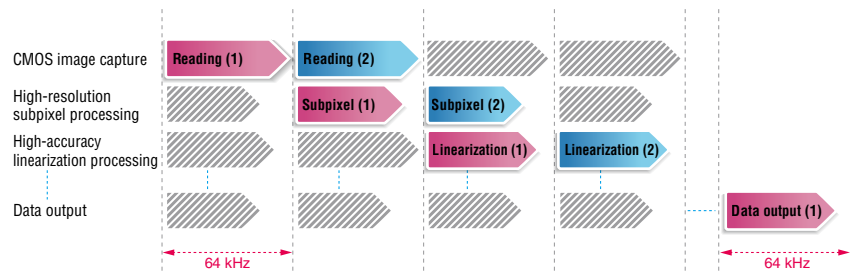 CMOS image capture
Reading (1)
Reading (2)
High-resolution
subpixel processing
Subpixel (1)
Subpixel (2)
High-accuracy
linearization processing
Linearization (1)
Linearization (2)
Data output
Data output (1)
64 kHz
64 kHz